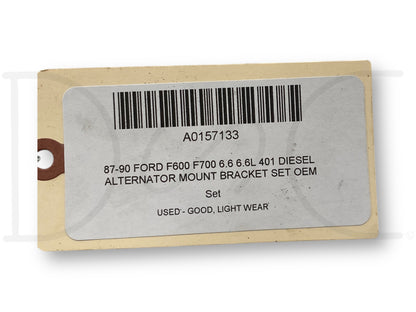 A0157133
87-90 FORD F600 F700 6.6 6.6L 401 DIESEL
ALTERNATOR MOUNT BRACKET SET OEM
Set
USED - GOOD, LIGHT WEAR